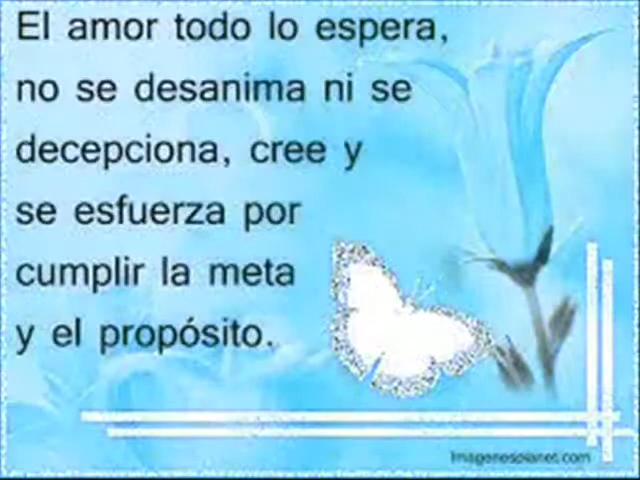 El amor todo lo espera,
no se desanima ni se
decepciona, cree y
se esfuerza por
cumplir la meta
y el propósito.
Imagenesplanet.com